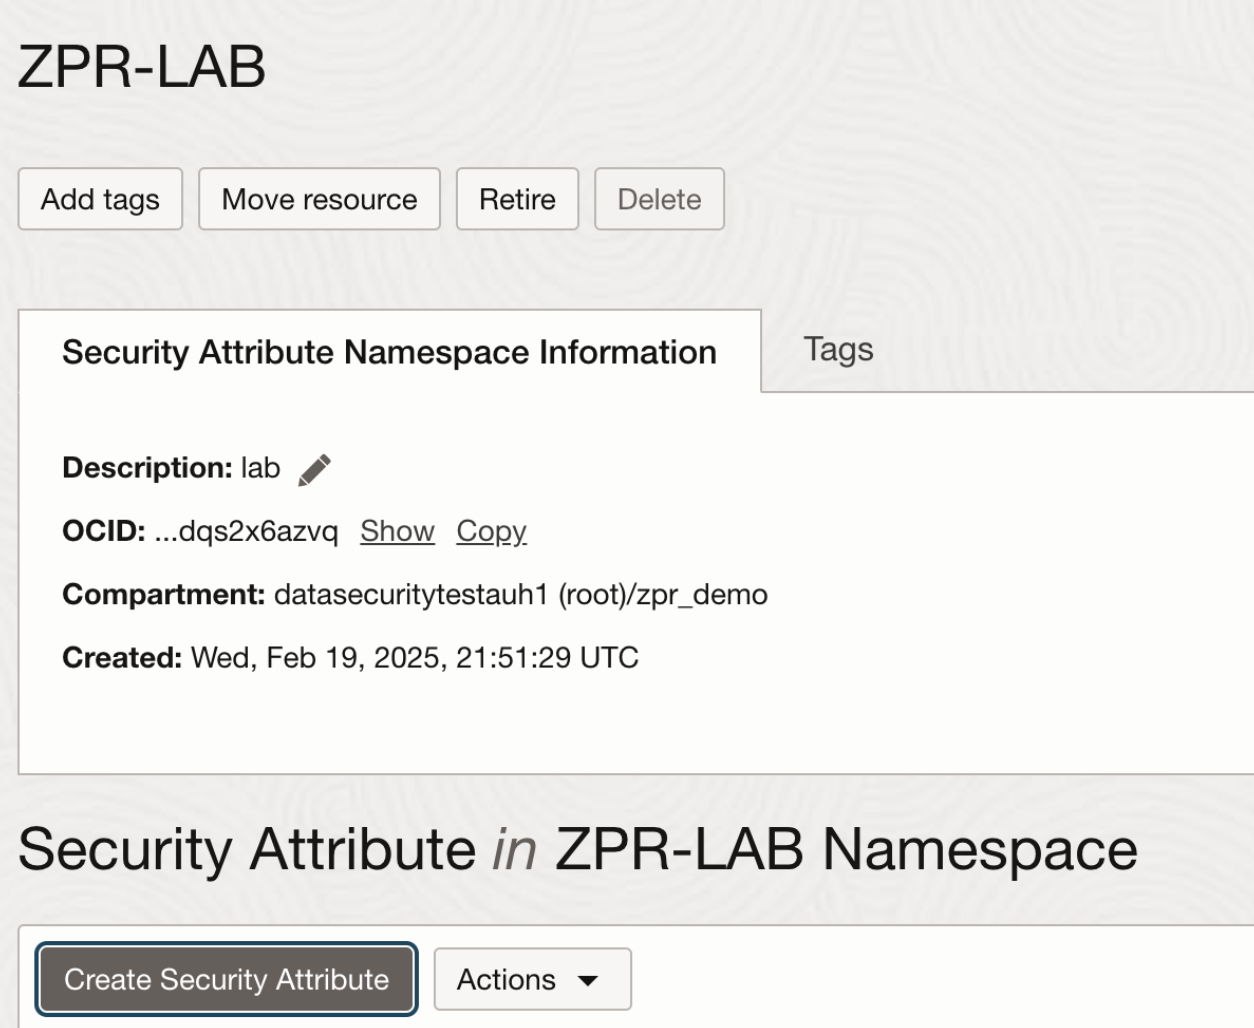 ZPR-LAB
Add tags Move resource Retire Delete
Security Attribute Namespace Information Tags
Description: lab
OCID: ...dqs2x6azvq Show Copy
Compartment: datasecuritytestauh1 (root)/zpr_demo
Created: Wed, Feb 19, 2025, 21:51:29 UTC
Security Attribute in ZPR-LAB Namespace
Create Security Attribute Actions